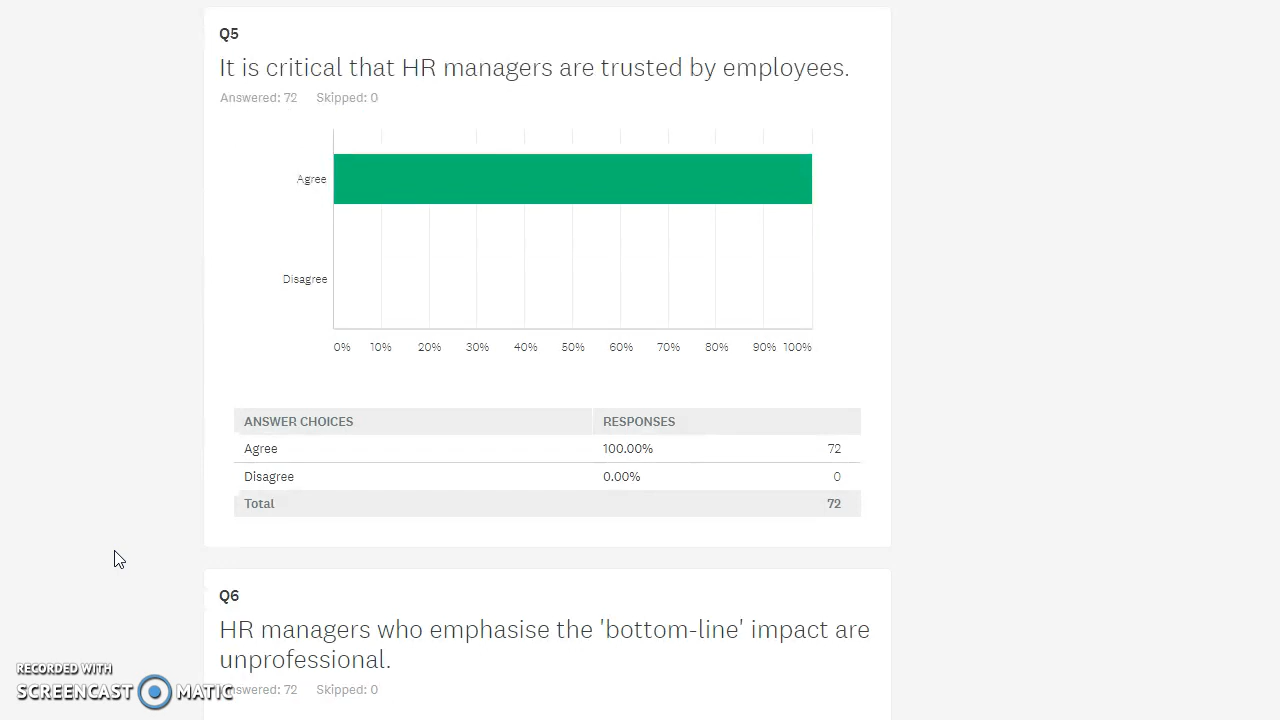 Q5
It is critical that HR managers are trusted by employees.
Answered: 72 Skipped: 0
Agree
Disagree
0% 10% 20% 30% 40% 50% 60% 70% 80% 90% 100%
ANSWER CHOICES RESPONSES
Agree 100.00% 72
Disagree 0.00% 0
Total 72
Q6
HR managers who emphasise the 'bottom-line' impact are
unprofessional.
RECORDED WITH
SCREENCAST MATIC
nswered: 72 Skipped: 0